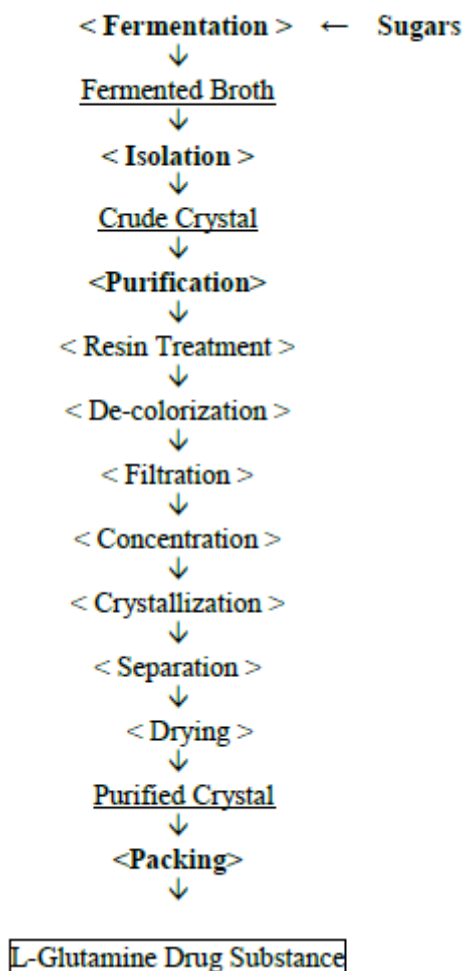 < Fermentation > ← Sugars
↓
Fermented Broth
↓
< Isolation >
↓
Crude Crystal
↓
<Purification>
↓
< Resin Treatment >
↓
< De-colorization >
↓
< Filtration >
↓
< Concentration >
↓
< Crystallization >
↓
< Separation >
↓
< Drying >
↓
Purified Crystal
↓
<Packing>
↓
L-Glutamine Drug Substance